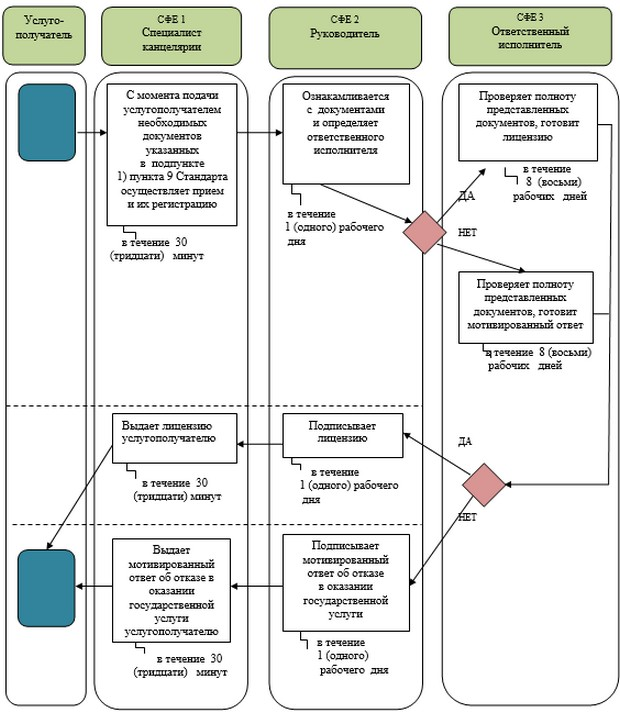 Услуго-
получатель
СФЕ 1
Специалист
канцелярии
СФЕ 2
Руководитель
СФЕ 3
Ответственный
исполнитель
С момента подачи
услугополучателем
необходимых
документов
указанных
в подпункте
1) пункта 9 Стандарта
осуществляет прием
и их регистрацию
в течение 30
(тридцати) минут
Ознакамливается
с документами
и определяет
ответственного
исполнителя
в течение
1 (одного) рабочего
дня
Проверяет полноту
представленных
документов, готовит
лицензию
в течение
8 (восьми)
рабочих дней
ДА
НЕТ
Проверяет полноту
представленных
документов, готовит
мотивированный ответ
в течение 8 (восьми)
рабочих дней
Выдает лицензию
услугополучателю
в течение 30
(тридцати) минут
Подписывает
лицензию
в течение
1 (одного) рабочего
дня
ДА
НЕТ
Выдает
мотивированный
ответ об отказе в
оказании
государственной
услуги
услугополучателю
в течение 30
(тридцати) минут
Подписывает
мотивированный
ответ об отказе
в оказании
государственной
услуги
в течение
1 (одного)
рабочего дня